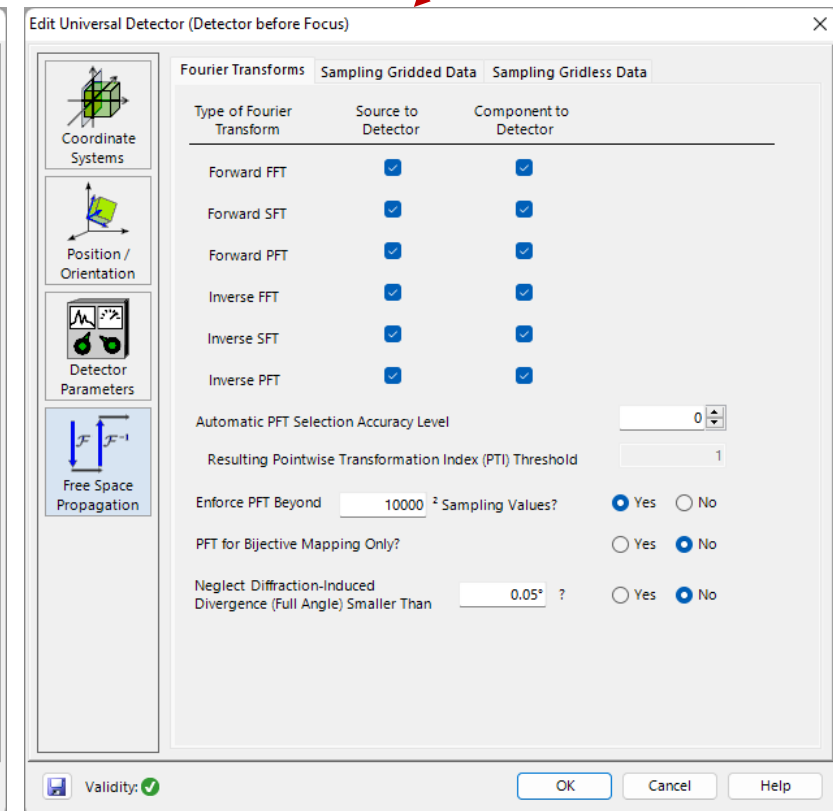 Edit Universal Detector (Detector before Focus)
Coordinate
Systems
Position /
Orientation
Detector
Parameters
ℱ ℱ⁻¹
Free Space
Propagation
Fourier Transforms Sampling Gridded Data Sampling Gridless Data
Type of Fourier
Transform
Source to
Detector
Component to
Detector
Forward FFT
Forward SFT
Forward PFT
Inverse FFT
Inverse SFT
Inverse PFT
Automatic PFT Selection Accuracy Level 0
Resulting Pointwise Transformation Index (PTI) Threshold 1
Enforce PFT Beyond 10000 ² Sampling Values? Yes No
PFT for Bijective Mapping Only? Yes No
Neglect Diffraction-Induced
Divergence (Full Angle) Smaller Than 0.05° ? Yes No
Validity: OK Cancel Help